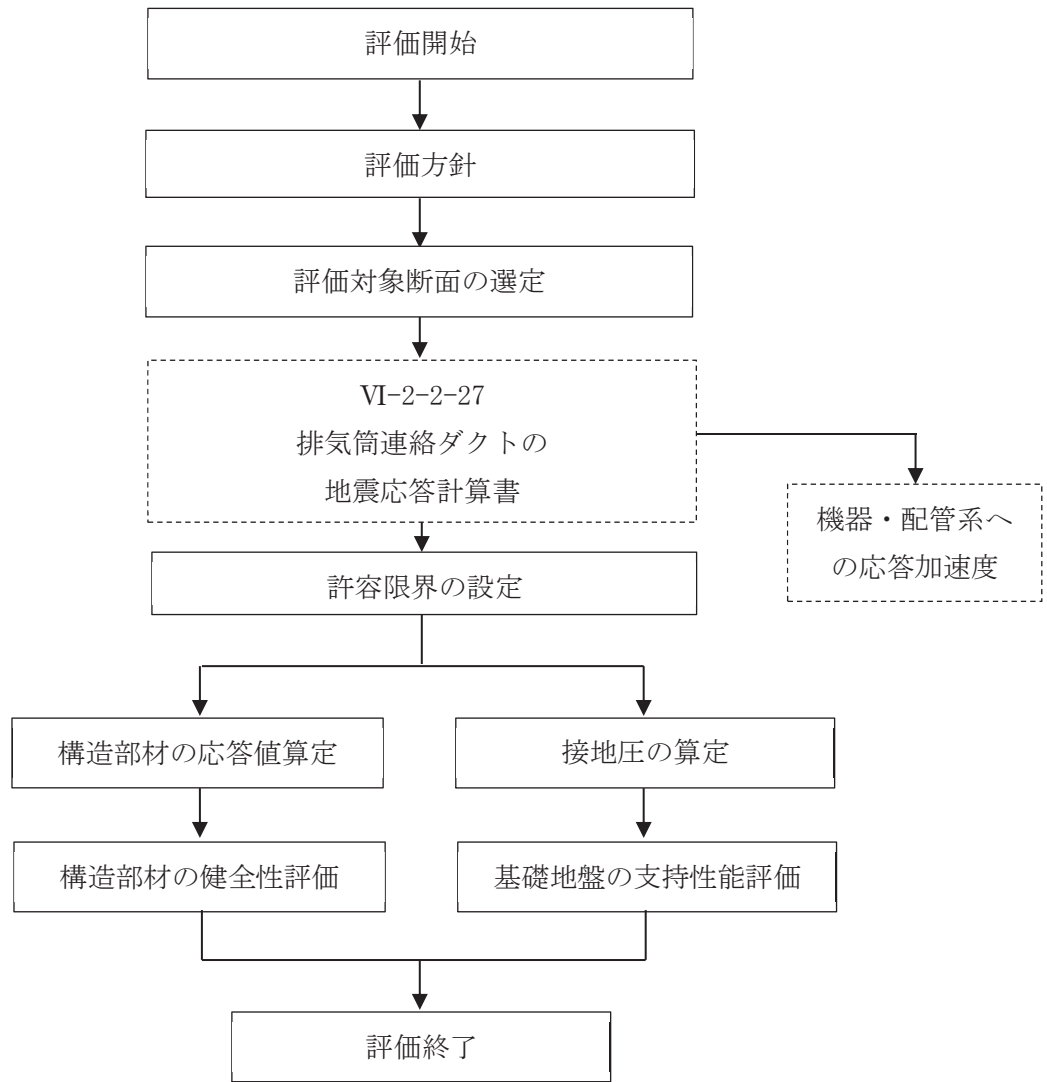 評価開始
評価方針
評価対象断面の選定
Ⅵ-2-2-27
排気筒連絡ダクトの
地震応答計算書
機器・配管系へ
の応答加速度
許容限界の設定
構造部材の応答値算定
接地圧の算定
構造部材の健全性評価
基礎地盤の支持性能評価
評価終了